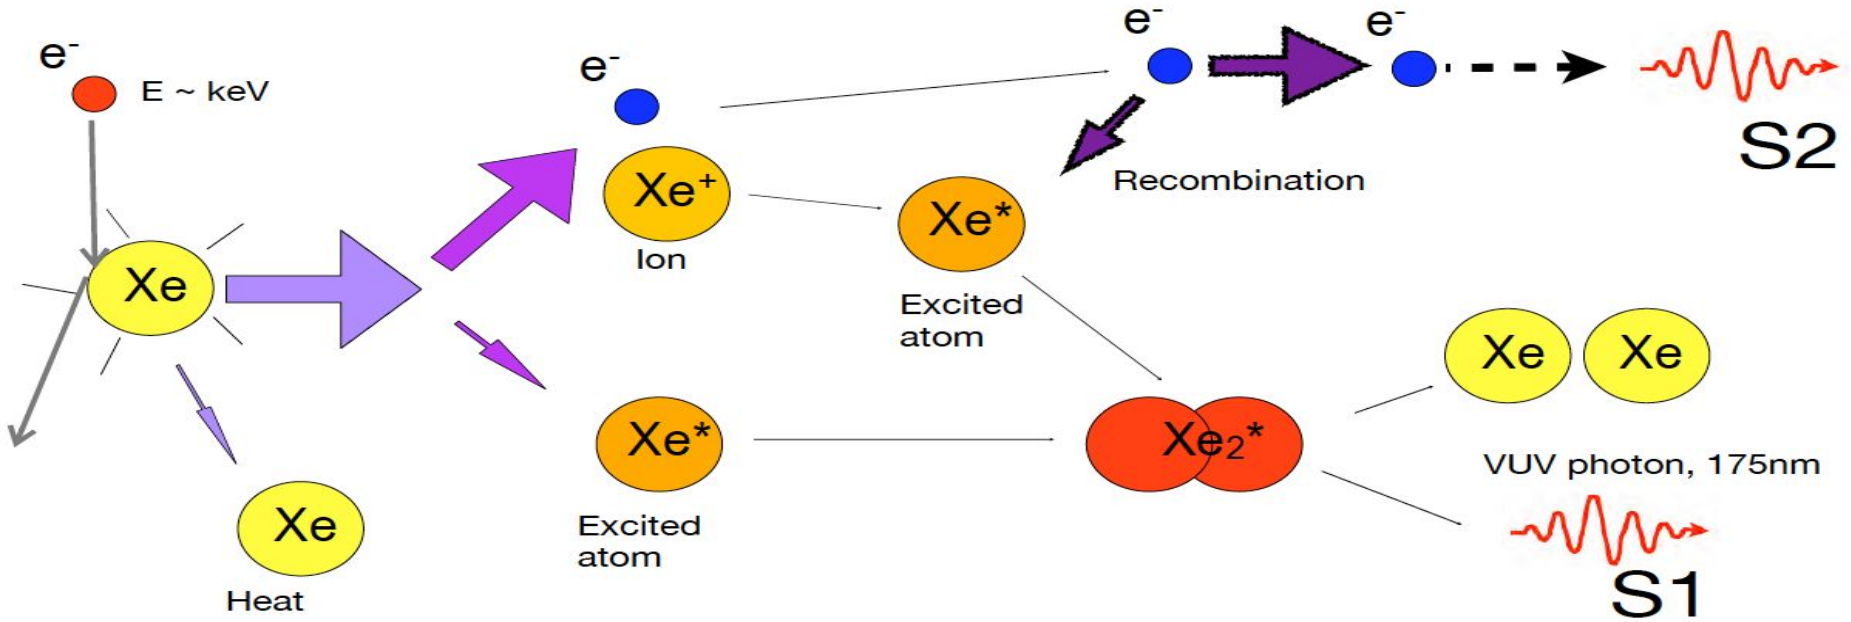 e⁻
E ~ keV
Xe
Xe
Heat
e⁻
Xe⁺
Ion
Xe*
Excited
atom
Xe*
Excited
atom
e⁻
e⁻
Recombination
S2
Xe₂*
Xe
Xe
VUV photon, 175nm
S1